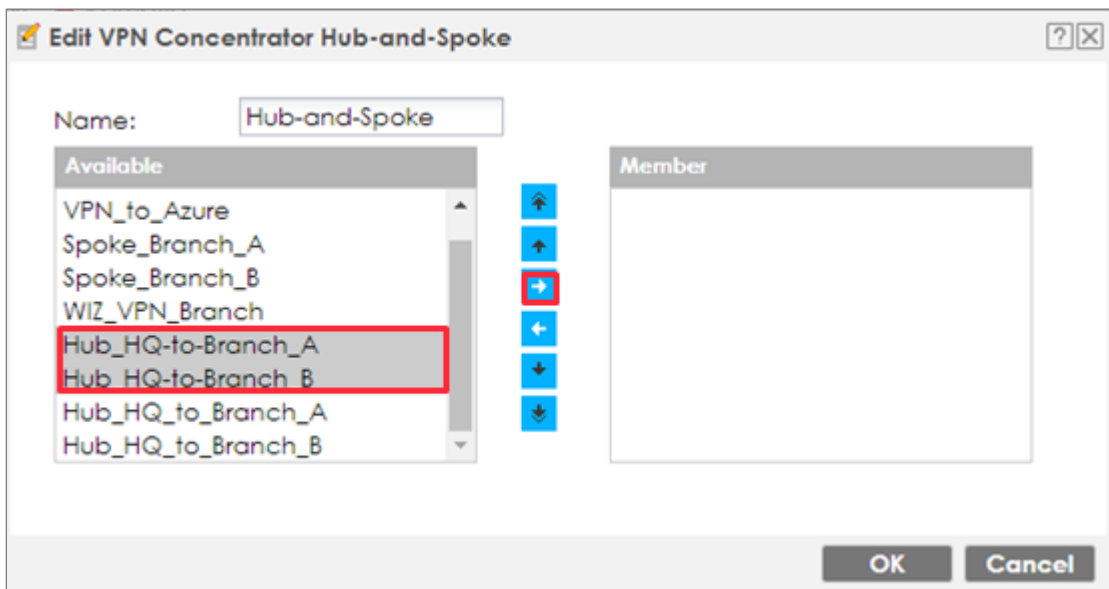 Edit VPN Concentrator Hub-and-Spoke
Name:
Hub-and-Spoke
Available
VPN_to_Azure
Spoke_Branch_A
Spoke_Branch_B
WIZ_VPN_Branch
Hub_HQ-to-Branch_A
Hub_HQ-to-Branch_B
Hub_HQ_to_Branch_A
Hub_HQ_to_Branch_B
Member
OK
Cancel